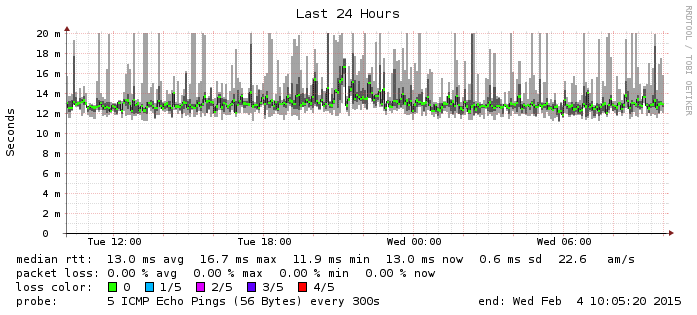 Last 24 Hours
RRDTOOL / TOBI OETIKER
Seconds
20 m
18 m
16 m
14 m
12 m
10 m
8 m
6 m
4 m
2 m
0
Tue 12:00 Tue 18:00 Wed 00:00 Wed 06:00
median rtt: 13.0 ms avg 16.7 ms max 11.9 ms min 13.0 ms now 0.6 ms sd 22.6 am/s
packet loss: 0.00 % avg 0.00 % max 0.00 % min 0.00 % now
loss color: 0 1/5 2/5 3/5 4/5
probe: 5 ICMP Echo Pings (56 Bytes) every 300s end: Wed Feb 4 10:05:20 2015